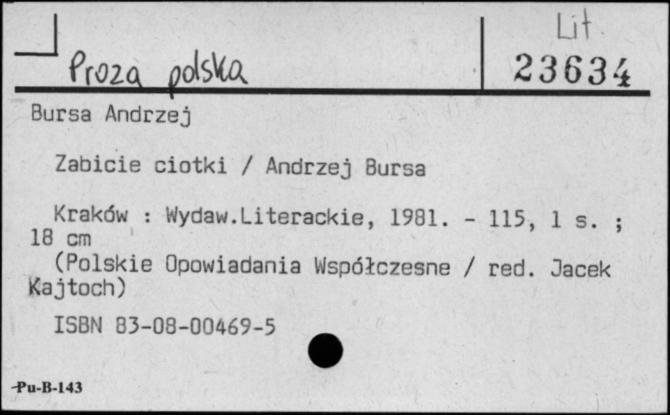 Lit.
Proza polska
23634
Bursa Andrzej
Zabicie ciotki / Andrzej Bursa
Kraków : Wydaw.Literackie, 1981. - 115, 1 s. ;
18 cm
(Polskie Opowiadania Współczesne / red. Jacek
Kajtoch)
ISBN 83-08-00469-5
Pu-B-143